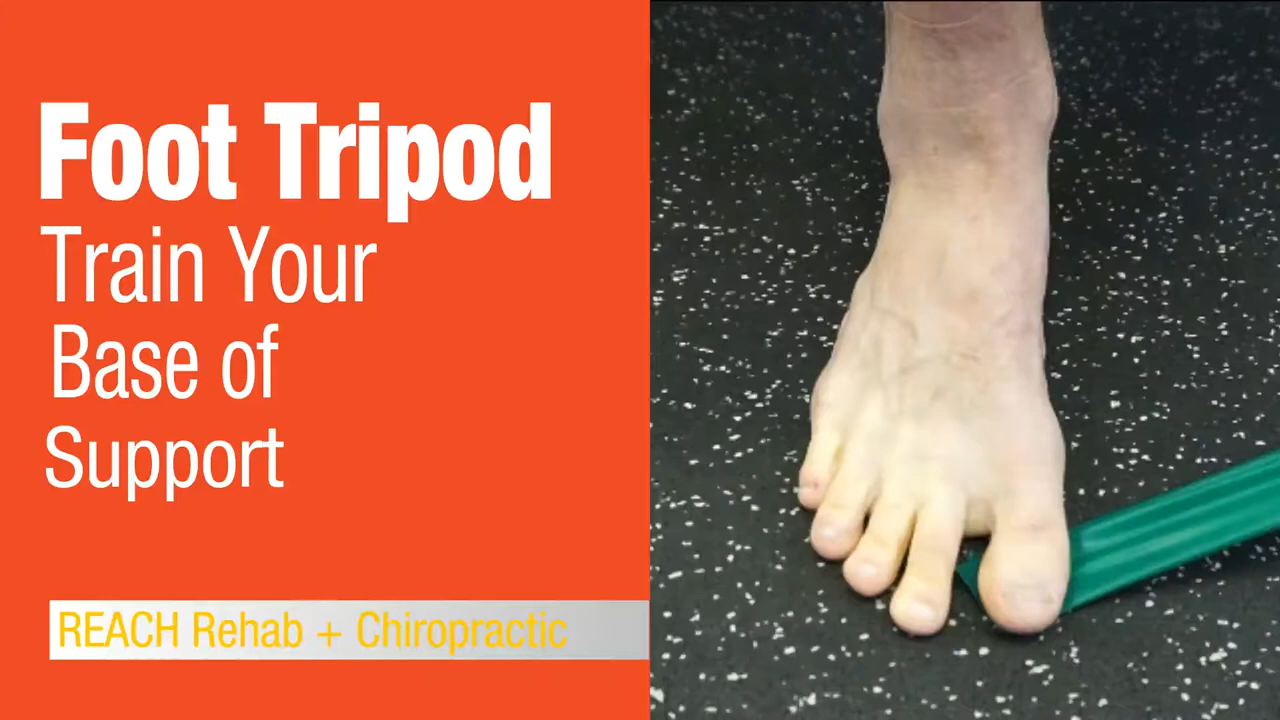 Foot Tripod
Train Your
Base of
Support
REACH Rehab + Chiropractic